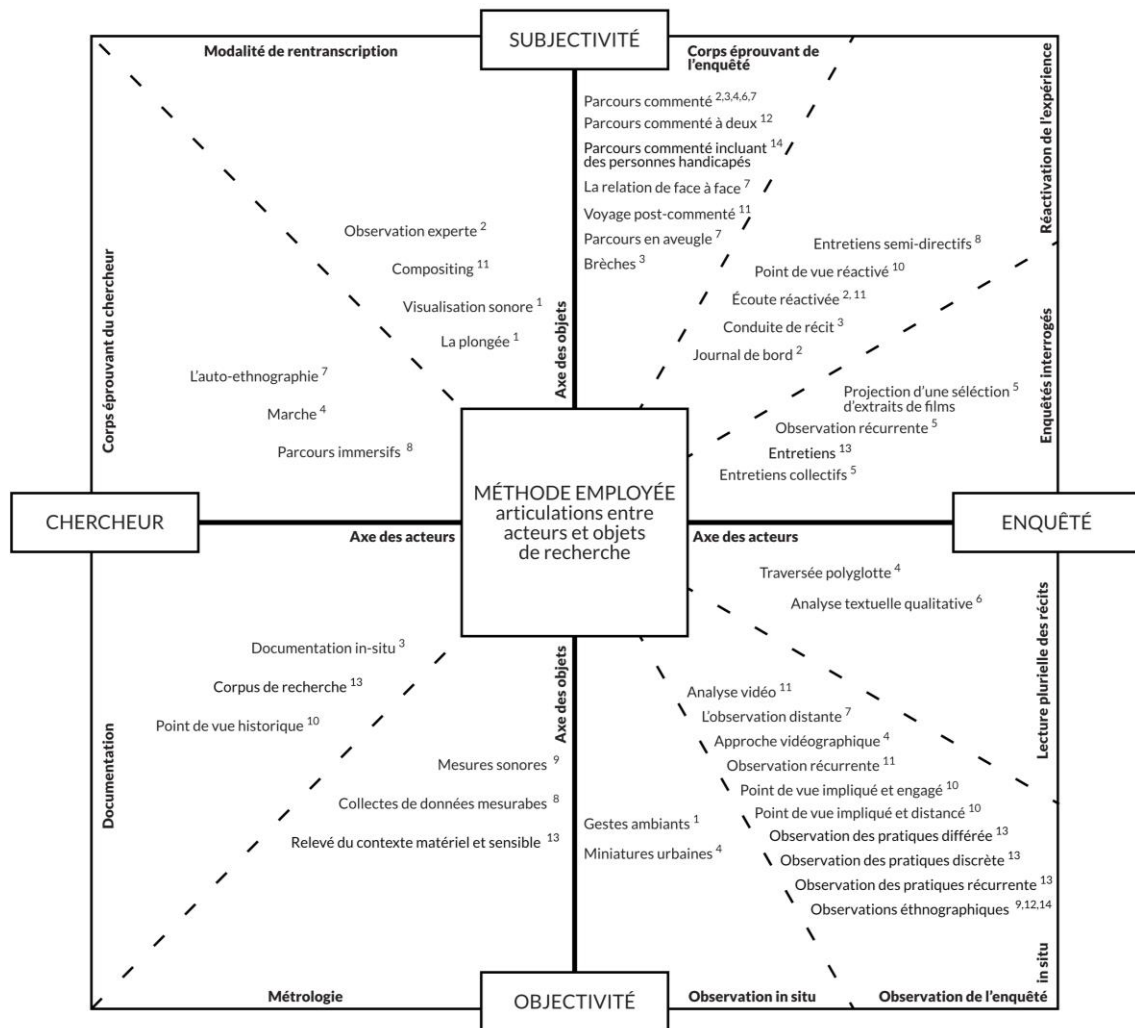 SUBJECTIVITÉ
Modalité de rentranscription
Corps éprouvant de
l'enquêté
Réactivation de l'expérience
Parcours commenté 2,3,4,6,7
Parcours commenté à deux 12
Parcours commenté incluant 14
des personnes handicapés
La relation de face à face 7
Voyage post-commenté 11
Parcours en aveugle 7
Brèches 3
Observation experte 2
Compositing 11
Visualisation sonore 1
La plongée 1
Corps éprouvant du chercheur
L'auto-ethnographie 7
Marche 4
Parcours immersifs 8
Axe des objets
Entretiens semi-directifs 8
Point de vue réactivé 10
Écoute réactivée 2, 11
Conduite de récit 3
Journal de bord 2
Enquêtés interrogés
Projection d'une séléction 5
d'extraits de films
Observation récurrente 5
Entretiens 13
Entretiens collectifs 5
CHERCHEUR
Axe des acteurs
MÉTHODE EMPLOYÉE
articulations entre
acteurs et objets
de recherche
Axe des acteurs
ENQUÊTÉ
Traversée polyglotte 4
Analyse textuelle qualitative 6
Lecture plurielle des récits
Documentation in-situ 3
Corpus de recherche 13
Point de vue historique 10
Documentation
Axe des objets
Mesures sonores 9
Collectes de données mesurabes 8
Relevé du contexte matériel et sensible 13
Gestes ambiants 1
Miniatures urbaines 4
Analyse vidéo 11
L'observation distante 7
Approche vidéographique 4
Observation récurrente 11
Point de vue impliqué et engagé 10
Point de vue impliqué et distancé 10
Observation des pratiques différée 13
Observation des pratiques discrète 13
Observation des pratiques récurrente 13
Observations éthnographiques 9,12,14
in situ
Métrologie
OBJECTIVITÉ
Observation in situ
Observation de l'enquêté